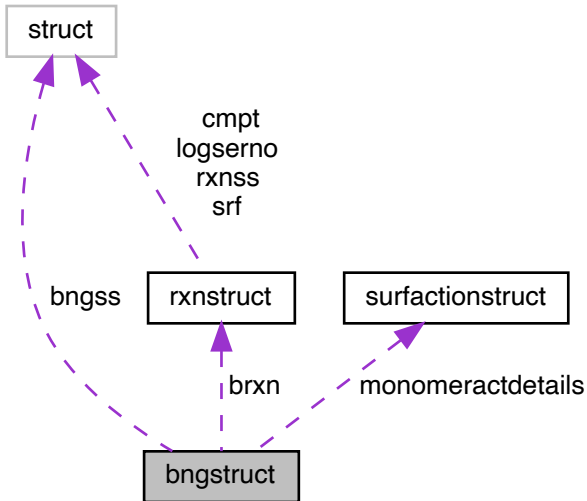 struct
cmpt
logserno
rxnss
srf
bngss
rxnstruct
surfactionstruct
brxn
monomeractdetails
bngstruct